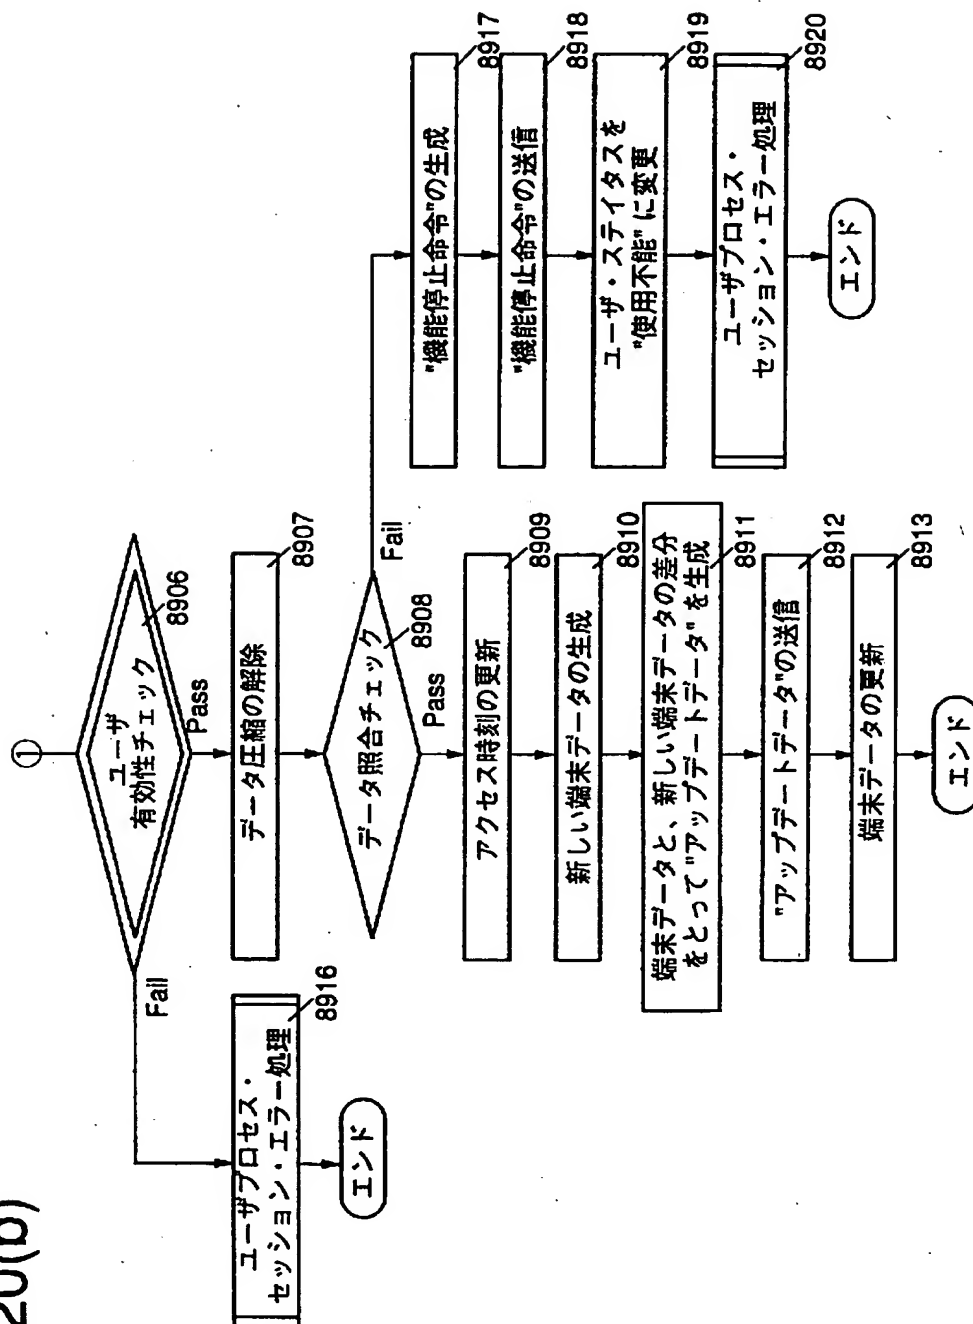 20(b)
①
ユーザ
有効性チェック
8906
Fail
Pass
ユーザプロセス・
セッション・エラー処理
8916
エンド
データ圧縮の解除
8907
データ照合チェック
8908
Fail
Pass
アクセス時刻の更新
8909
新しい端末データの生成
8910
端末データと、新しい端末データの差分
をとって"アップデートデータ"を生成
8911
"アップデートデータ"の送信
8912
端末データの更新
8913
エンド
"機能停止命令"の生成
8917
"機能停止命令"の送信
8918
ユーザ・ステイタスを
"使用不能"に変更
8919
ユーザプロセス・
セッション・エラー処理
8920
エンド